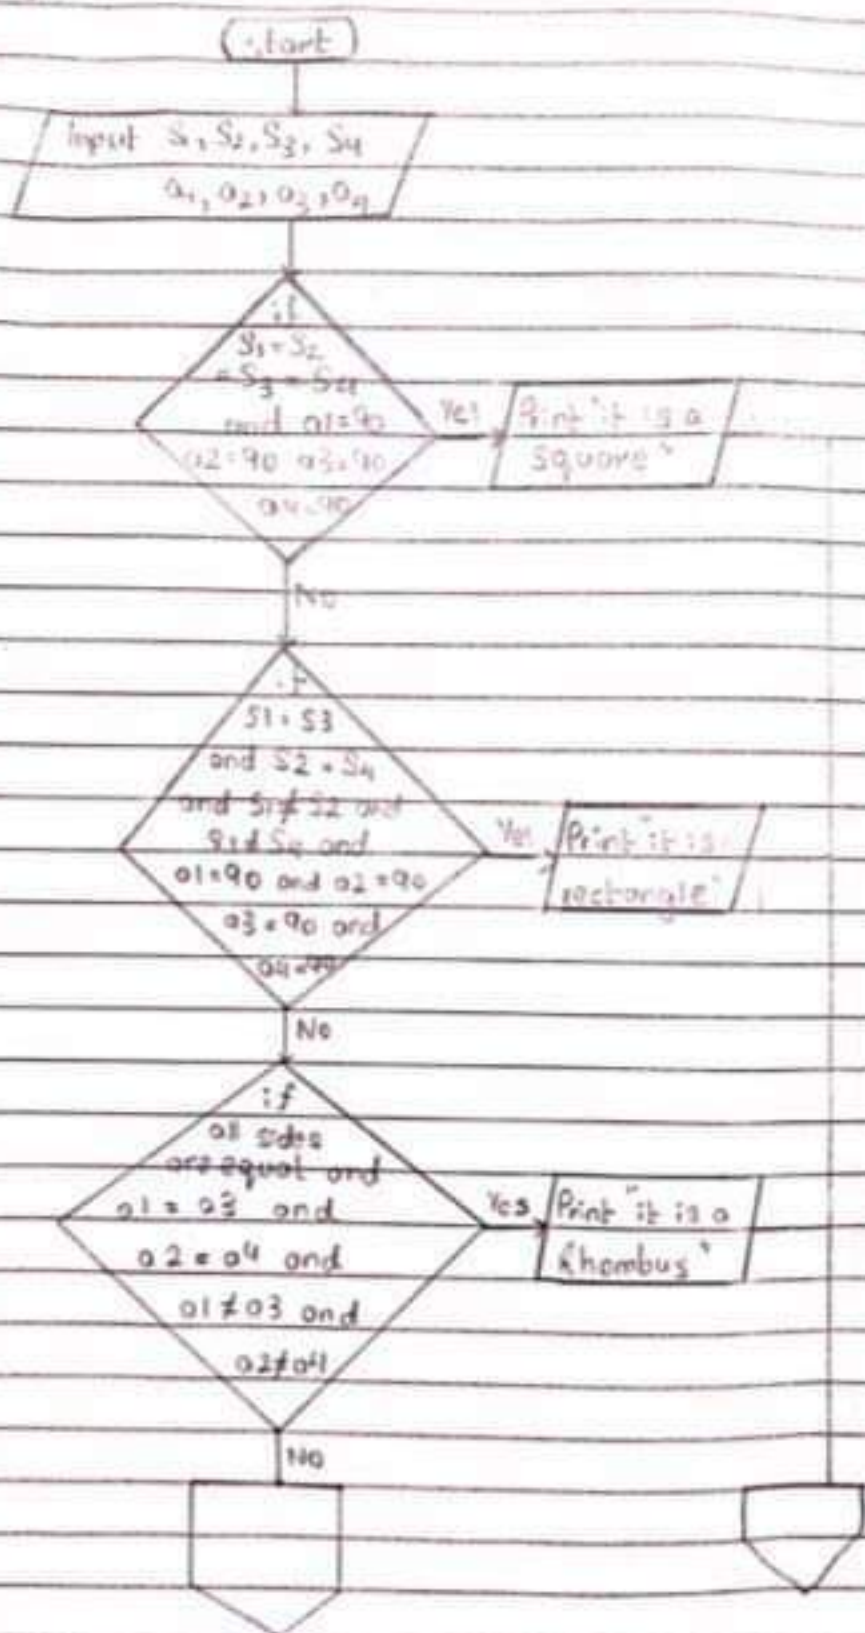 start
input S1, S2, S3, S4
a1, a2, a3, a4
if
S1 = S2
= S3 = S4
and a1=90
a2=90 a3=90
a4=90
Yes
Print "it is a
square"
No
if
S1 = S3
and S2 = S4
and S1≠S2 and
S1≠S4 and
a1=90 and a2=90
a3=90 and
a4=90
Yes
Print "it is
rectangle"
No
if
all sides
are equal and
a1 = a3 and
a2 = a4 and
a1≠a3 and
a2≠a4
Yes
Print "it is a
Rhombus"
No